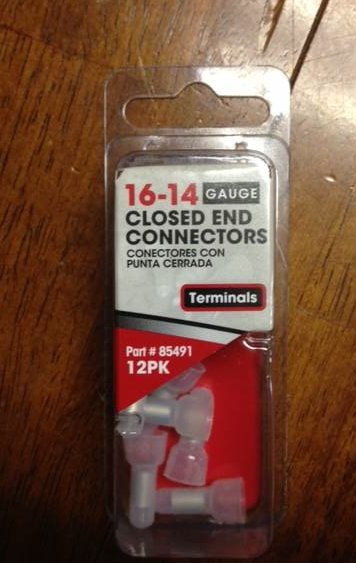 16-14 GAUGE
CLOSED END
CONNECTORS
CONECTORES CON
PUNTA CERRADA
Terminals
Part # 85491
12PK